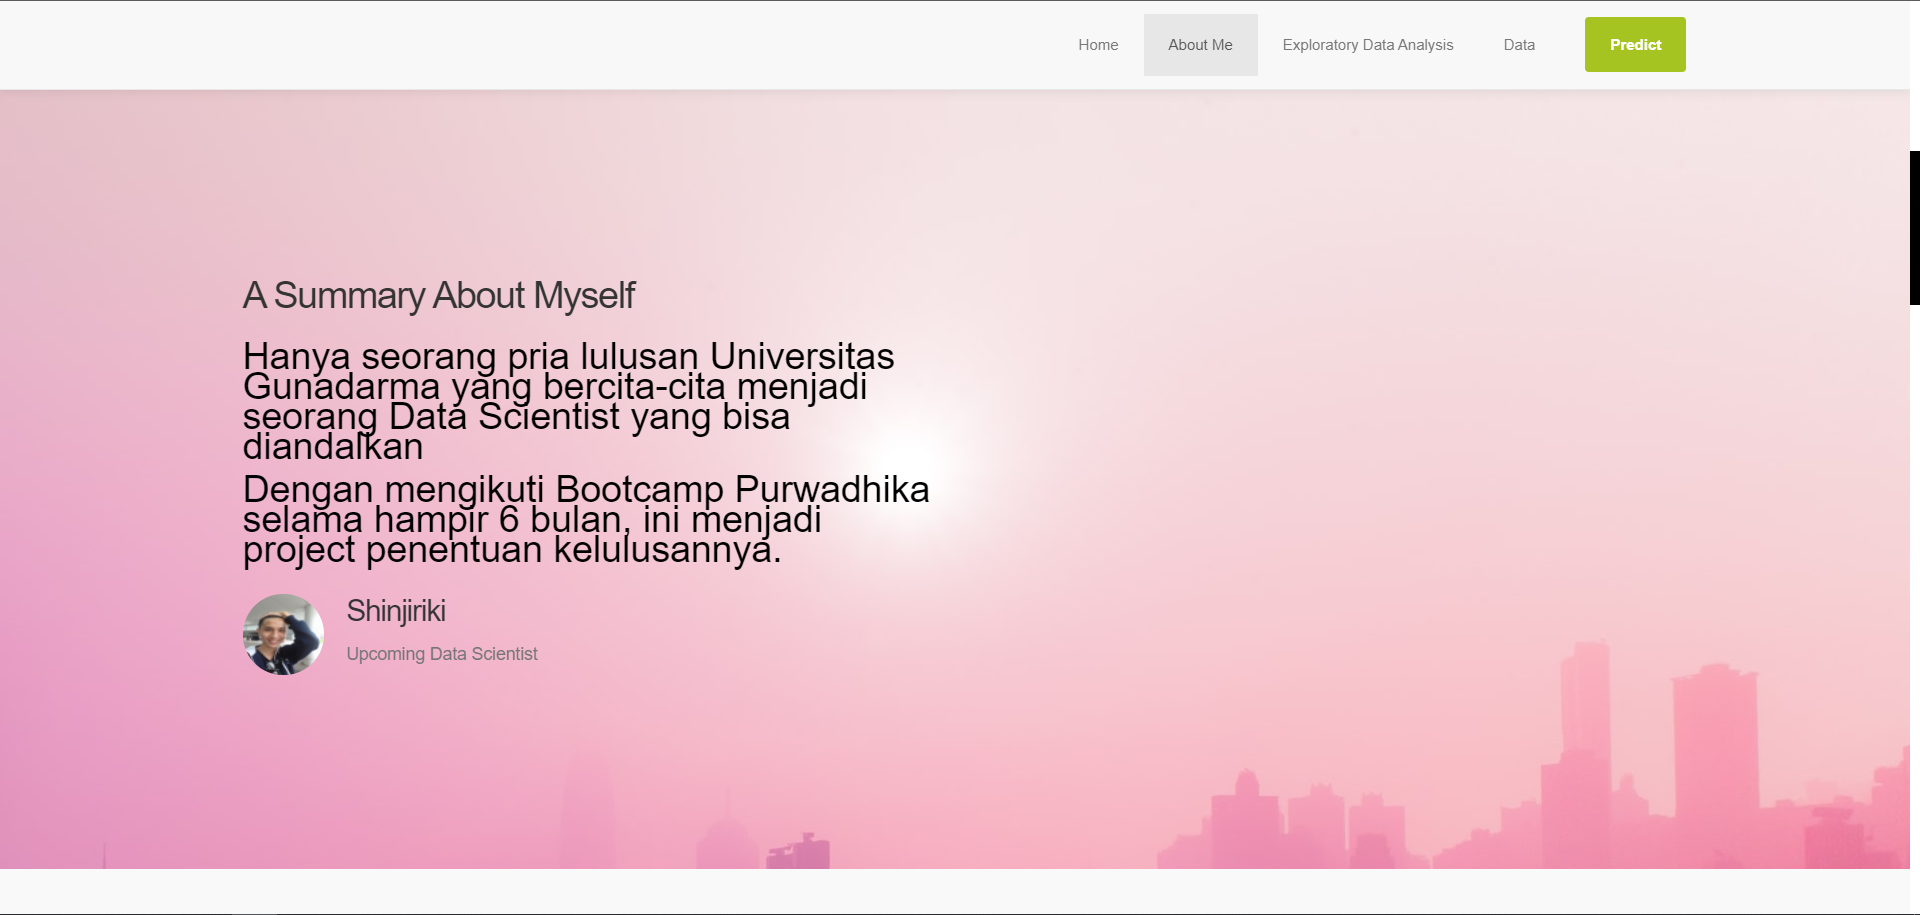 Home About Me Exploratory Data Analysis Data Predict
A Summary About Myself
Hanya seorang pria lulusan Universitas
Gunadarma yang bercita-cita menjadi
seorang Data Scientist yang bisa
diandalkan
Dengan mengikuti Bootcamp Purwadhika
selama hampir 6 bulan, ini menjadi
project penentuan kelulusannya.
Shinjiriki
Upcoming Data Scientist